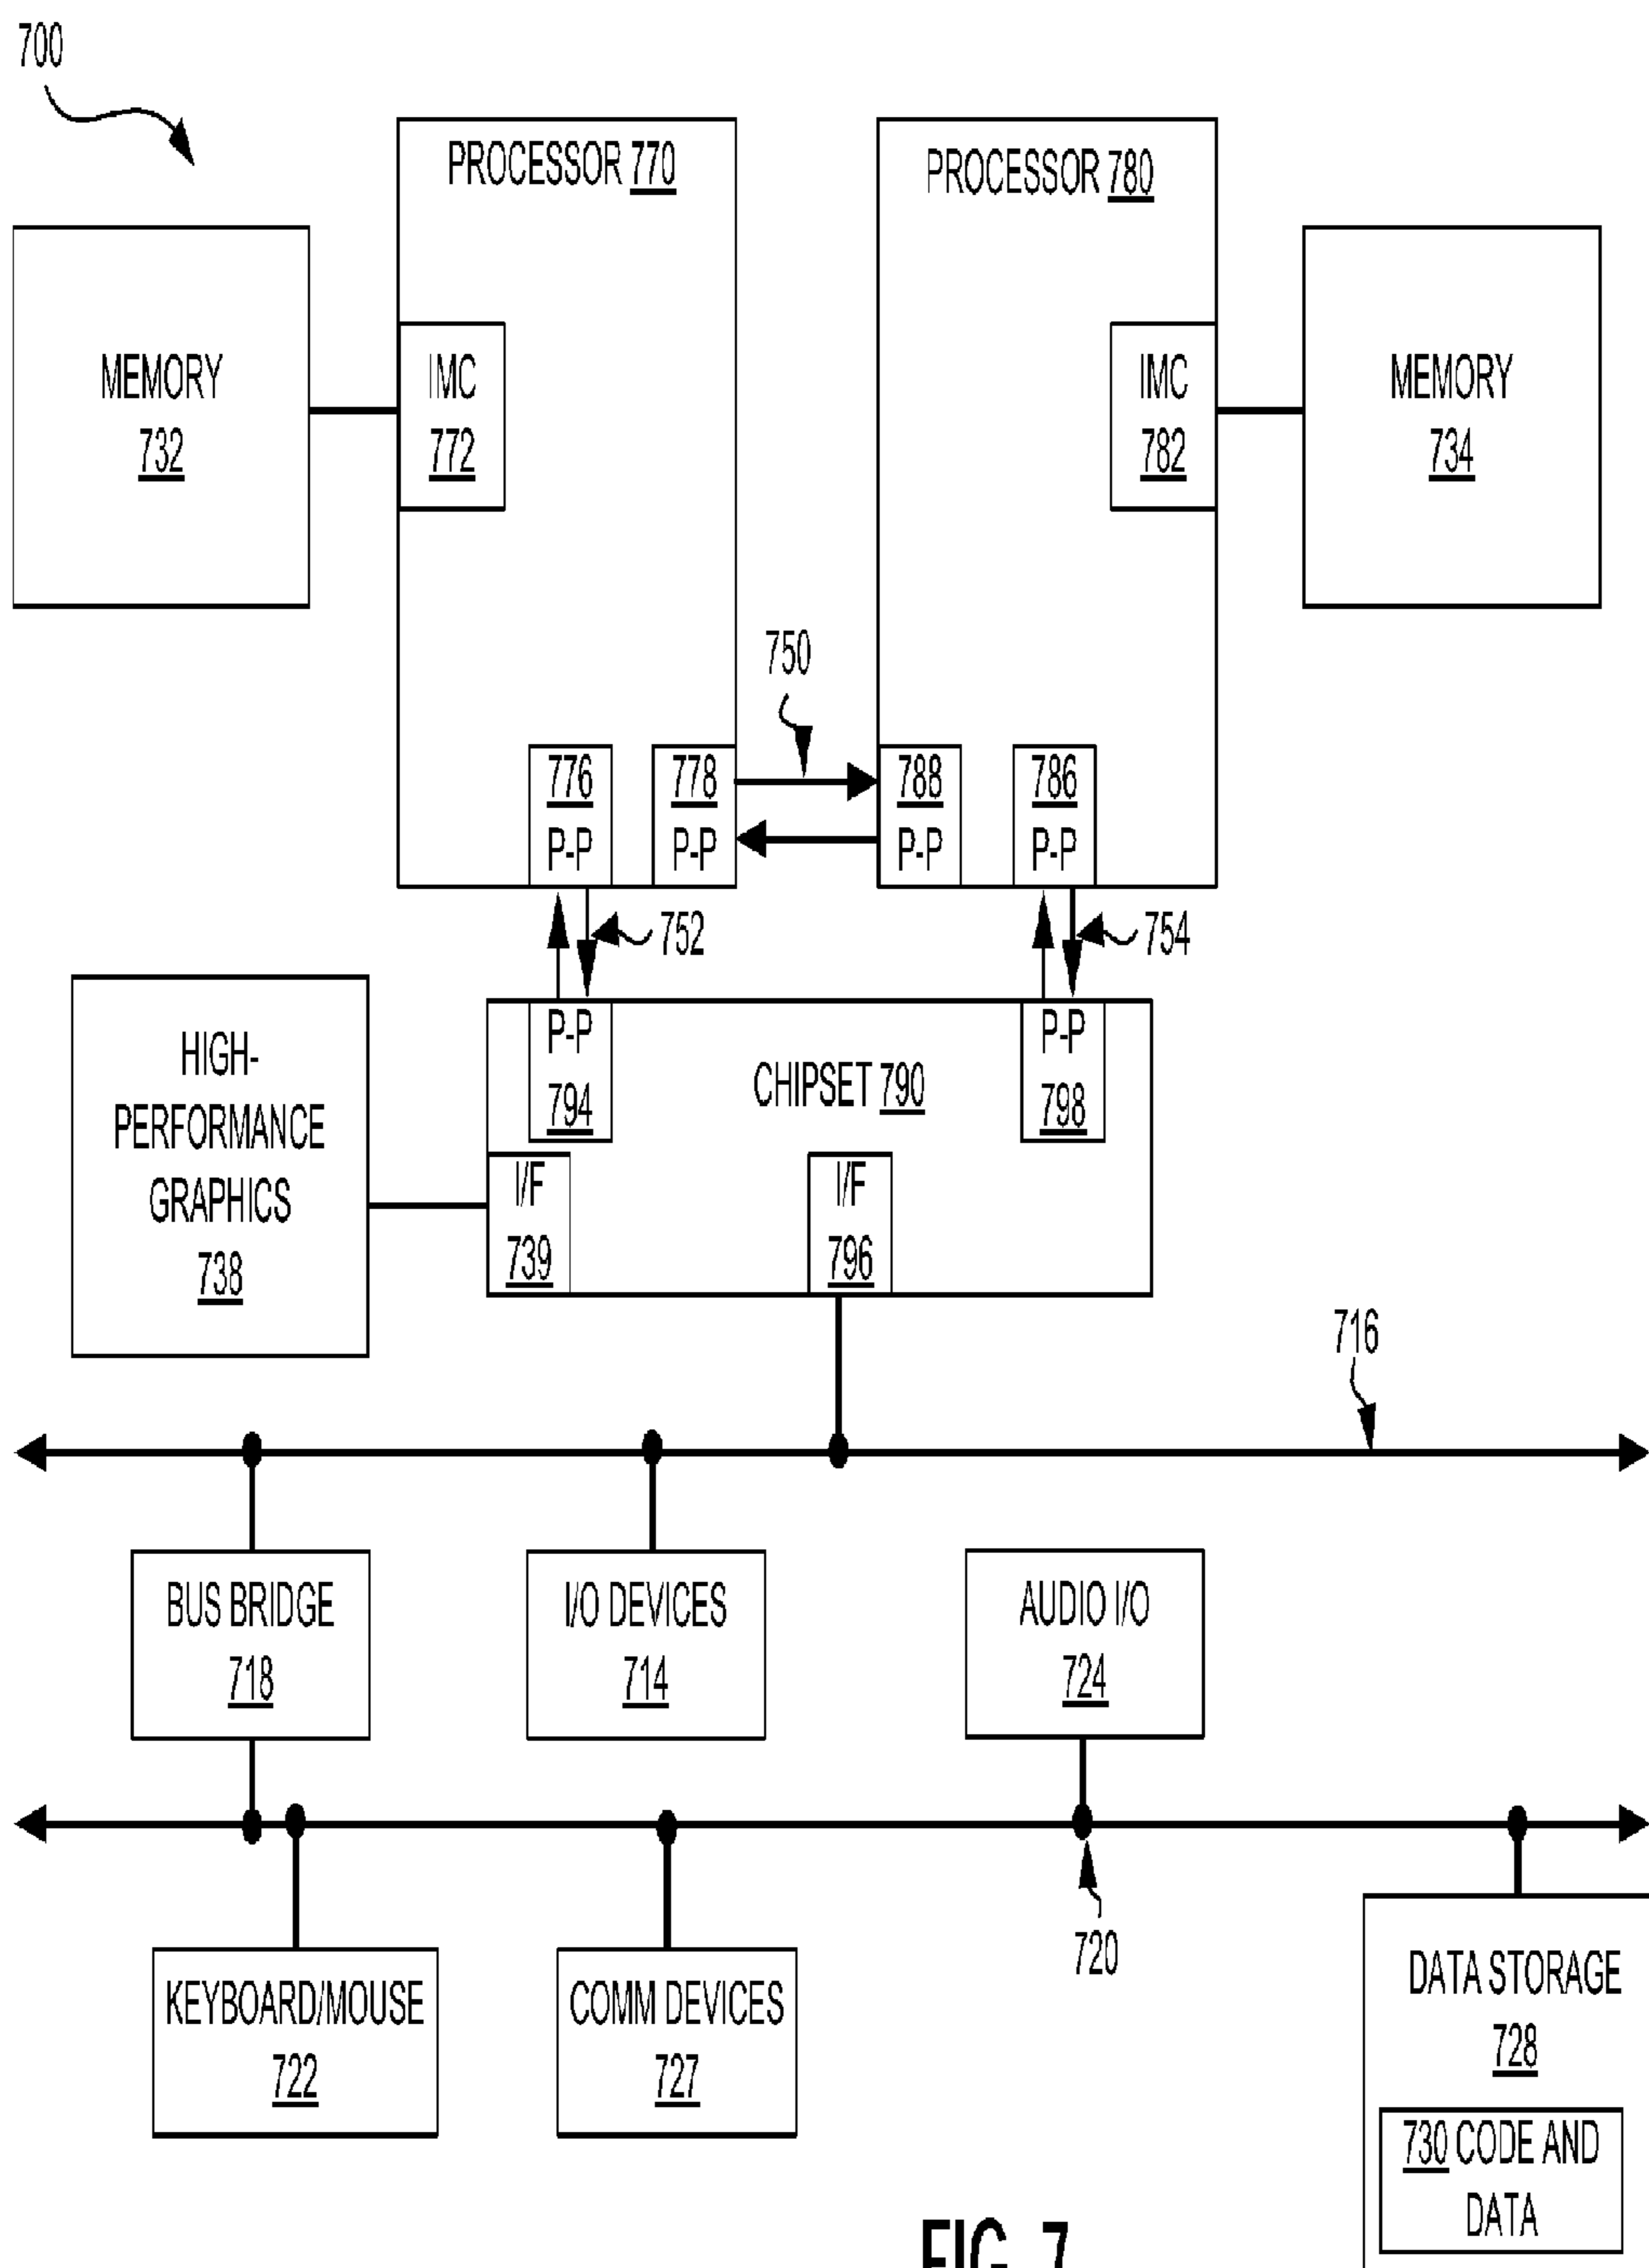 700
PROCESSOR 770
PROCESSOR 780
MEMORY
732
IMC
772
IMC
782
MEMORY
734
750
776
P-P
778
P-P
788
P-P
786
P-P
752
754
HIGH-
PERFORMANCE
GRAPHICS
738
P-P
794
CHIPSET 790
P-P
798
I/F
739
I/F
796
716
BUS BRIDGE
718
I/O DEVICES
714
AUDIO I/O
724
720
KEYBOARD/MOUSE
722
COMM DEVICES
727
DATA STORAGE
728
730 CODE AND
DATA
FIG. 7